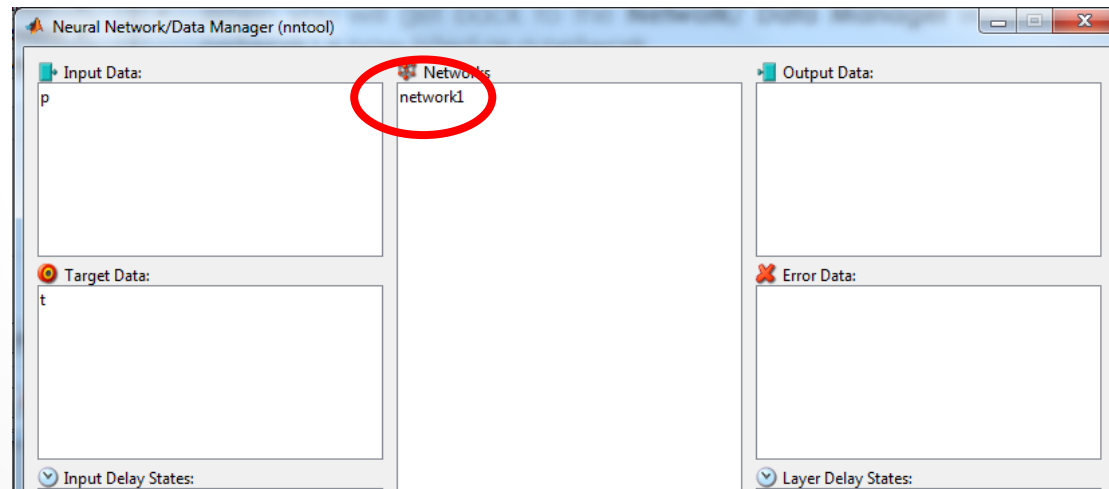 Neural Network/Data Manager (nntool)
Input Data:
p
Networks
network1
Output Data:
Target Data:
t
Error Data:
Input Delay States:
Layer Delay States: